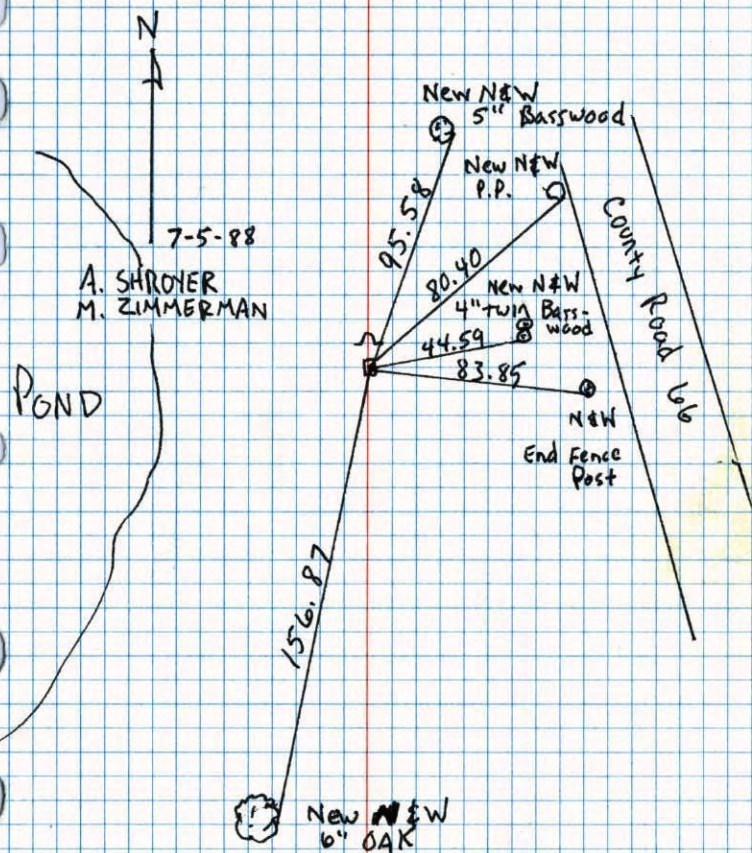 N
New N&W
5" Basswood
New N&W
P.P.
95.58
7-5-88
A. SHROYER
M. ZIMMERMAN
80.40
County Road 66
New N&W
4" twin Bass-
wood
44.59
83.85
POND
N&W
End Fence
Post
156.87
New N&W
6" OAK